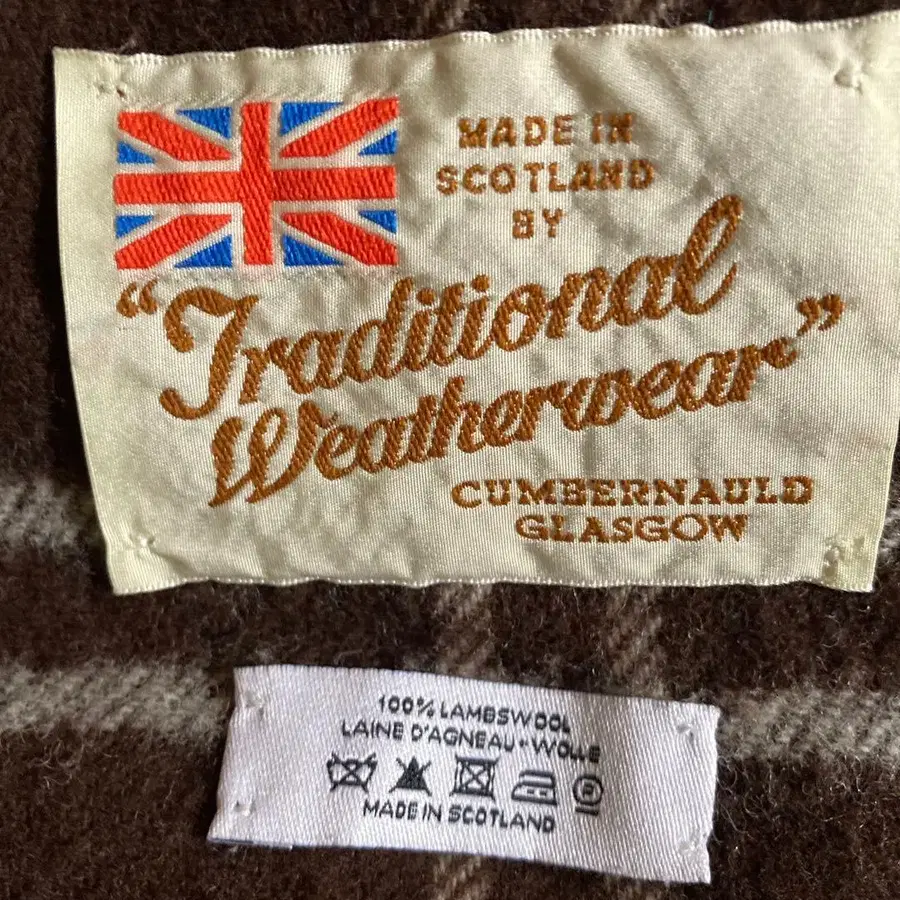 MADE IN
SCOTLAND
BY
"Traditional
Weatherwear"
CUMBERNAULD
GLASGOW
100% LAMBSWOOL
LAINE D'AGNEAU-WOLLE
P
MADE IN SCOTLAND